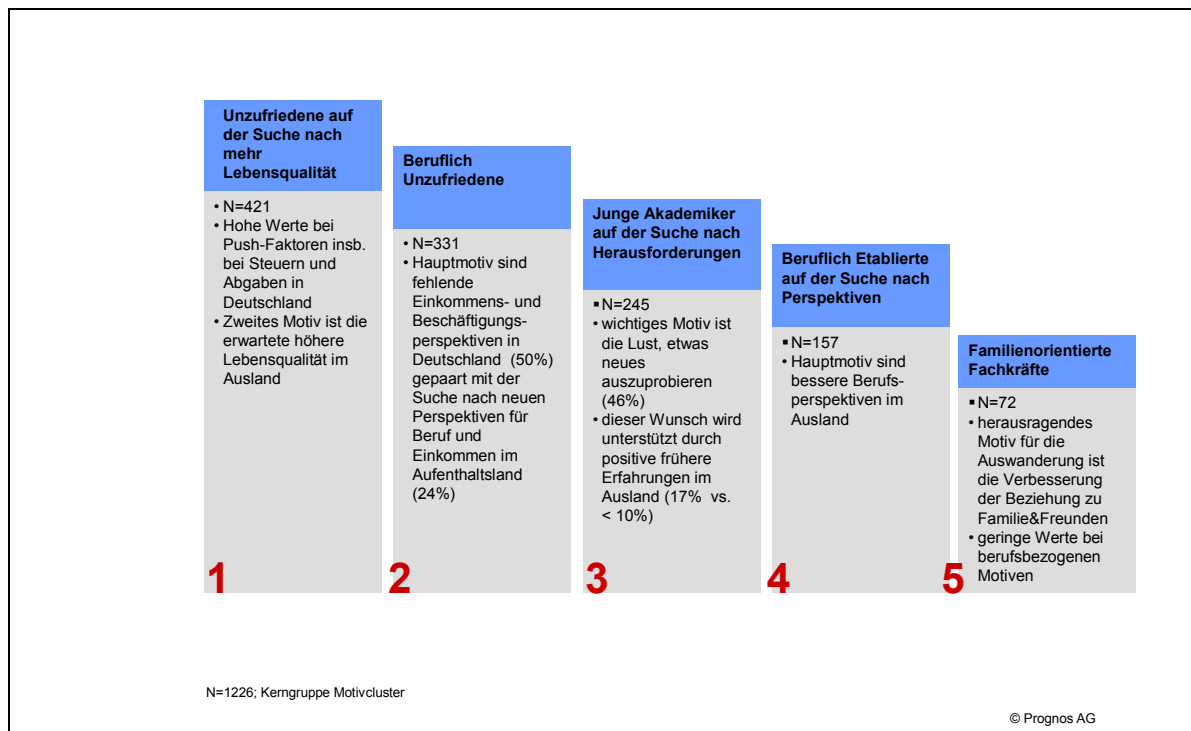 Unzufriedene auf
der Suche nach
mehr
Lebensqualität
• N=421
• Hohe Werte bei
Push-Faktoren insb.
bei Steuern und
Abgaben in
Deutschland
• Zweites Motiv ist die
erwartete höhere
Lebensqualität im
Ausland
1
Beruflich
Unzufriedene
• N=331
• Hauptmotiv sind
fehlende
Einkommens- und
Beschäftigungs-
perspektiven in
Deutschland (50%)
gepaart mit der
Suche nach neuen
Perspektiven für
Beruf und
Einkommen im
Aufenthaltsland
(24%)
2
Junge Akademiker
auf der Suche nach
Herausforderungen
▪ N=245
• wichtiges Motiv ist
die Lust, etwas
neues
auszuprobieren
(46%)
• dieser Wunsch wird
unterstützt durch
positive frühere
Erfahrungen im
Ausland (17% vs.
< 10%)
3
Beruflich Etablierte
auf der Suche nach
Perspektiven
▪ N=157
• Hauptmotiv sind
bessere Berufs-
perspektiven im
Ausland
4
Familienorientierte
Fachkräfte
▪ N=72
• herausragendes
Motiv für die
Auswanderung ist
die Verbesserung
der Beziehung zu
Familie&Freunden
• geringe Werte bei
berufsbezogenen
Motiven
5
N=1226; Kerngruppe Motivcluster
© Prognos AG